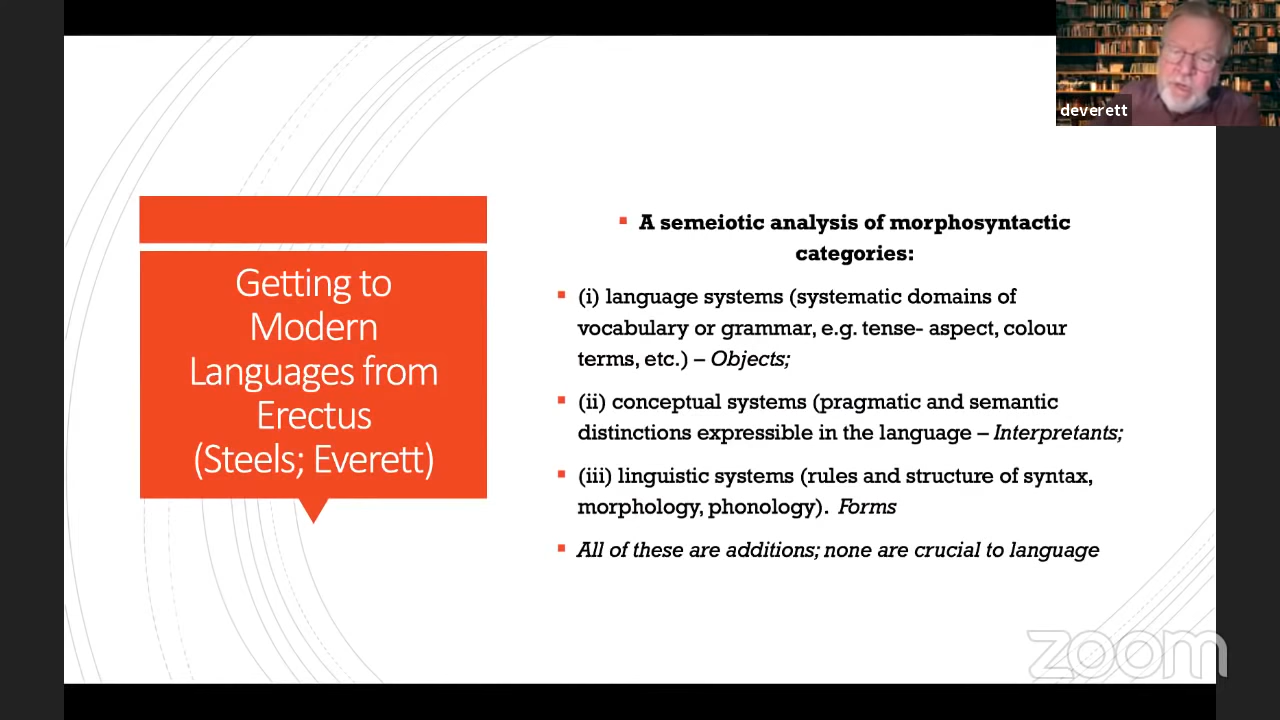 deverett
Getting to
Modern
Languages from
Erectus
(Steels; Everett)
A semeiotic analysis of morphosyntactic
categories:
(i) language systems (systematic domains of
vocabulary or grammar, e.g. tense- aspect, colour
terms, etc.) – Objects;
(ii) conceptual systems (pragmatic and semantic
distinctions expressible in the language – Interpretants;
(iii) linguistic systems (rules and structure of syntax,
morphology, phonology). Forms
All of these are additions; none are crucial to language
zoom